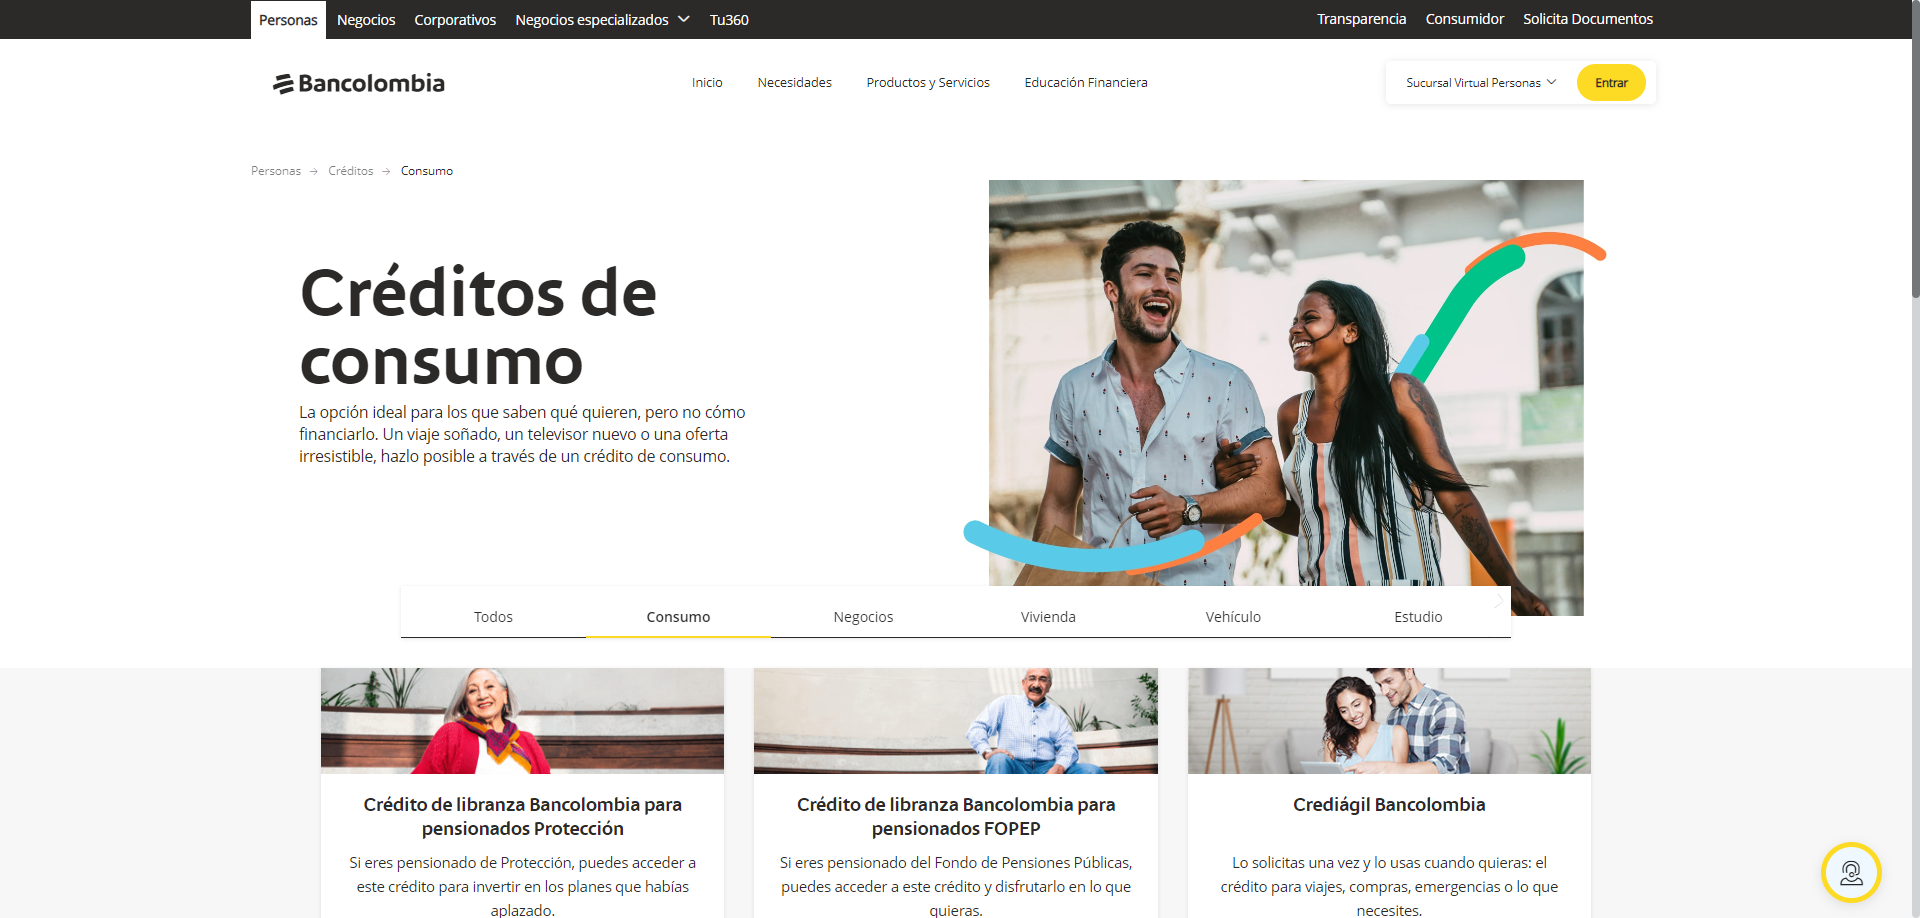 Personas Negocios Corporativos Negocios especializados Tu360 Transparencia Consumidor Solicita Documentos
Bancolombia Inicio Necesidades Productos y Servicios Educación Financiera Sucursal Virtual Personas Entrar
Personas → Créditos → Consumo
Créditos de
consumo
La opción ideal para los que saben qué quieren, pero no cómo
financiarlo. Un viaje soñado, un televisor nuevo o una oferta
irresistible, hazlo posible a través de un crédito de consumo.
Todos Consumo Negocios Vivienda Vehículo Estudio
Crédito de libranza Bancolombia para
pensionados Protección
Si eres pensionado de Protección, puedes acceder a
este crédito para invertir en los planes que habías
aplazado.
Crédito de libranza Bancolombia para
pensionados FOPEP
Si eres pensionado del Fondo de Pensiones Públicas,
puedes acceder a este crédito y disfrutarlo en lo que
quieras.
Crediágil Bancolombia
Lo solicitas una vez y lo usas cuando quieras: el
crédito para viajes, compras, emergencias o lo que
necesites.